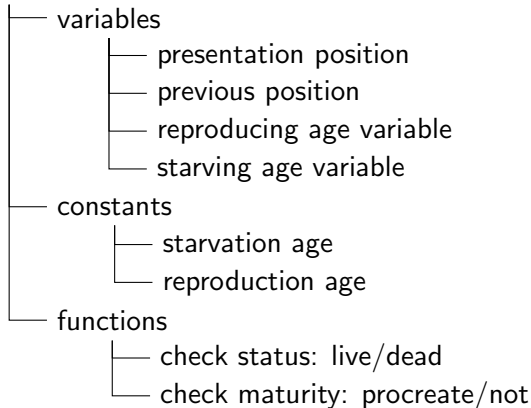 variables
presentation position
previous position
reproducing age variable
starving age variable
constants
starvation age
reproduction age
functions
check status: live/dead
check maturity: procreate/not